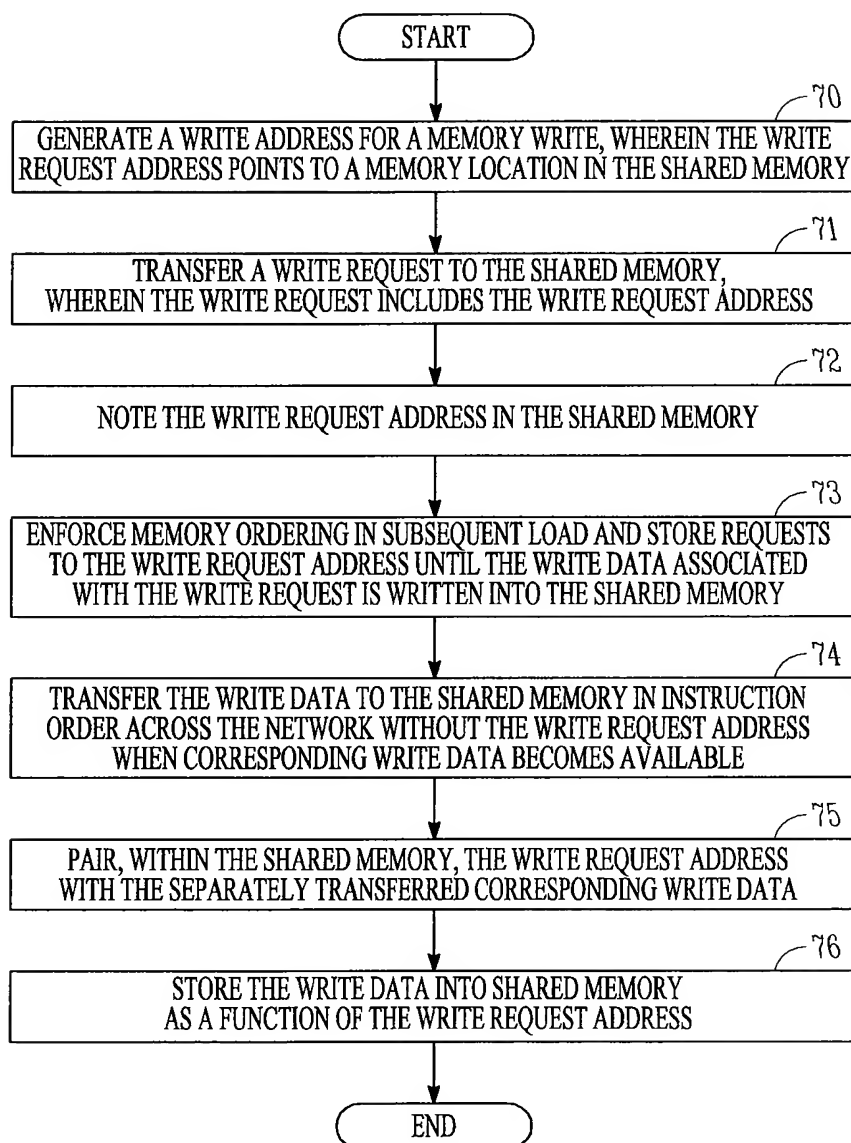 START
70
GENERATE A WRITE ADDRESS FOR A MEMORY WRITE, WHEREIN THE WRITE
REQUEST ADDRESS POINTS TO A MEMORY LOCATION IN THE SHARED MEMORY
71
TRANSFER A WRITE REQUEST TO THE SHARED MEMORY,
WHEREIN THE WRITE REQUEST INCLUDES THE WRITE REQUEST ADDRESS
72
NOTE THE WRITE REQUEST ADDRESS IN THE SHARED MEMORY
73
ENFORCE MEMORY ORDERING IN SUBSEQUENT LOAD AND STORE REQUESTS
TO THE WRITE REQUEST ADDRESS UNTIL THE WRITE DATA ASSOCIATED
WITH THE WRITE REQUEST IS WRITTEN INTO THE SHARED MEMORY
74
TRANSFER THE WRITE DATA TO THE SHARED MEMORY IN INSTRUCTION
ORDER ACROSS THE NETWORK WITHOUT THE WRITE REQUEST ADDRESS
WHEN CORRESPONDING WRITE DATA BECOMES AVAILABLE
75
PAIR, WITHIN THE SHARED MEMORY, THE WRITE REQUEST ADDRESS
WITH THE SEPARATELY TRANSFERRED CORRESPONDING WRITE DATA
76
STORE THE WRITE DATA INTO SHARED MEMORY
AS A FUNCTION OF THE WRITE REQUEST ADDRESS
END